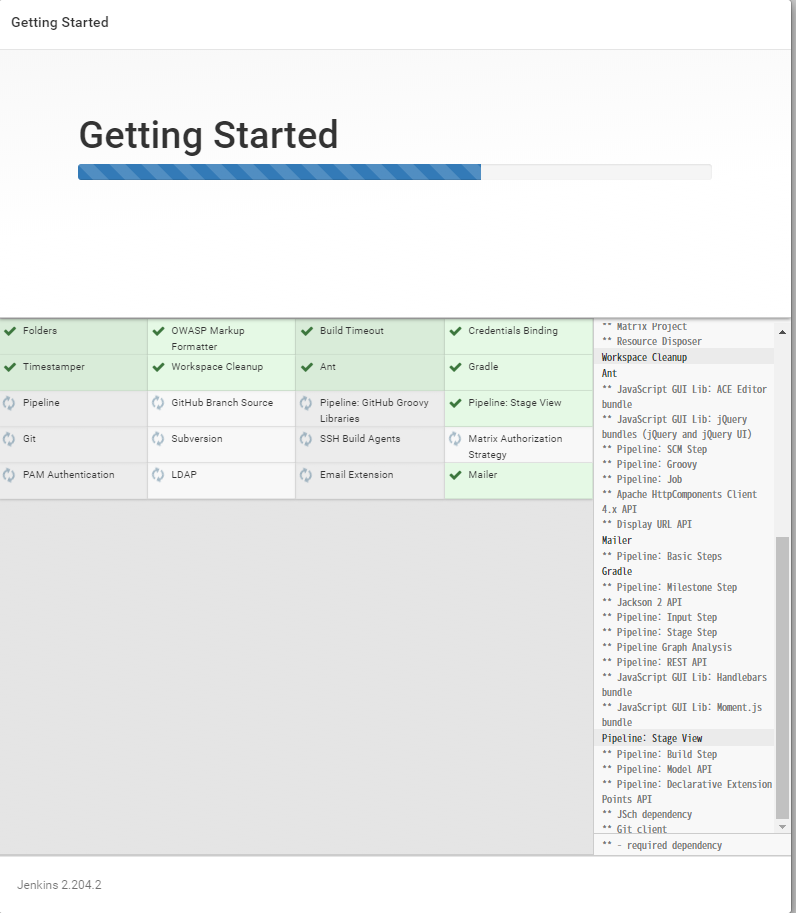 Getting Started
Getting Started
Folders
OWASP Markup
Formatter
Build Timeout
Credentials Binding
Timestamper
Workspace Cleanup
Ant
Gradle
Pipeline
GitHub Branch Source
Pipeline: GitHub Groovy
Libraries
Pipeline: Stage View
Git
Subversion
SSH Build Agents
Matrix Authorization
Strategy
PAM Authentication
LDAP
Email Extension
Mailer
** Matrix Project
** Resource Disposer
Workspace Cleanup
Ant
** JavaScript GUI Lib: ACE Editor
bundle
** JavaScript GUI Lib: jQuery
bundles (jQuery and jQuery UI)
** Pipeline: SCM Step
** Pipeline: Groovy
** Pipeline: Job
** Apache HttpComponents Client
4.x API
** Display URL API
Mailer
** Pipeline: Basic Steps
Gradle
** Pipeline: Milestone Step
** Jackson 2 API
** Pipeline: Input Step
** Pipeline: Stage Step
** Pipeline Graph Analysis
** Pipeline: REST API
** JavaScript GUI Lib: Handlebars
bundle
** JavaScript GUI Lib: Moment.js
bundle
Pipeline: Stage View
** Pipeline: Build Step
** Pipeline: Model API
** Pipeline: Declarative Extension
Points API
** JSch dependency
** Git client
** - required dependency
Jenkins 2.204.2